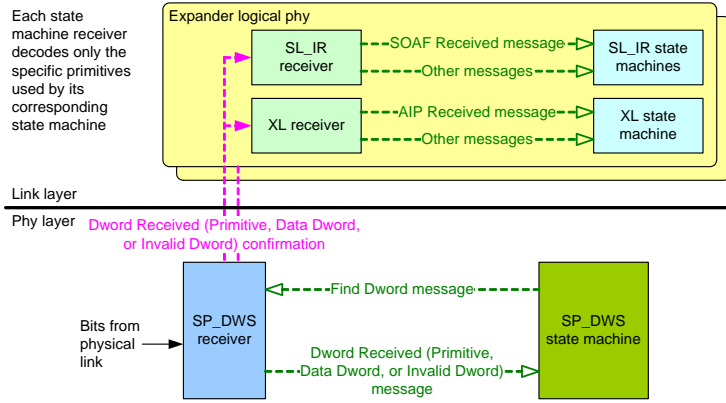 Each state
machine receiver
decodes only the
specific primitives
used by its
corresponding
state machine
Expander logical phy
SL_IR
receiver
SOAF Received message
Other messages
SL_IR state
machines
XL receiver
AIP Received message
Other messages
XL state
machine
Link layer
Phy layer
Dword Received (Primitive, Data Dword,
or Invalid Dword) confirmation
Bits from
physical
link
SP_DWS
receiver
Find Dword message
Dword Received (Primitive,
Data Dword, or Invalid Dword)
message
SP_DWS
state machine